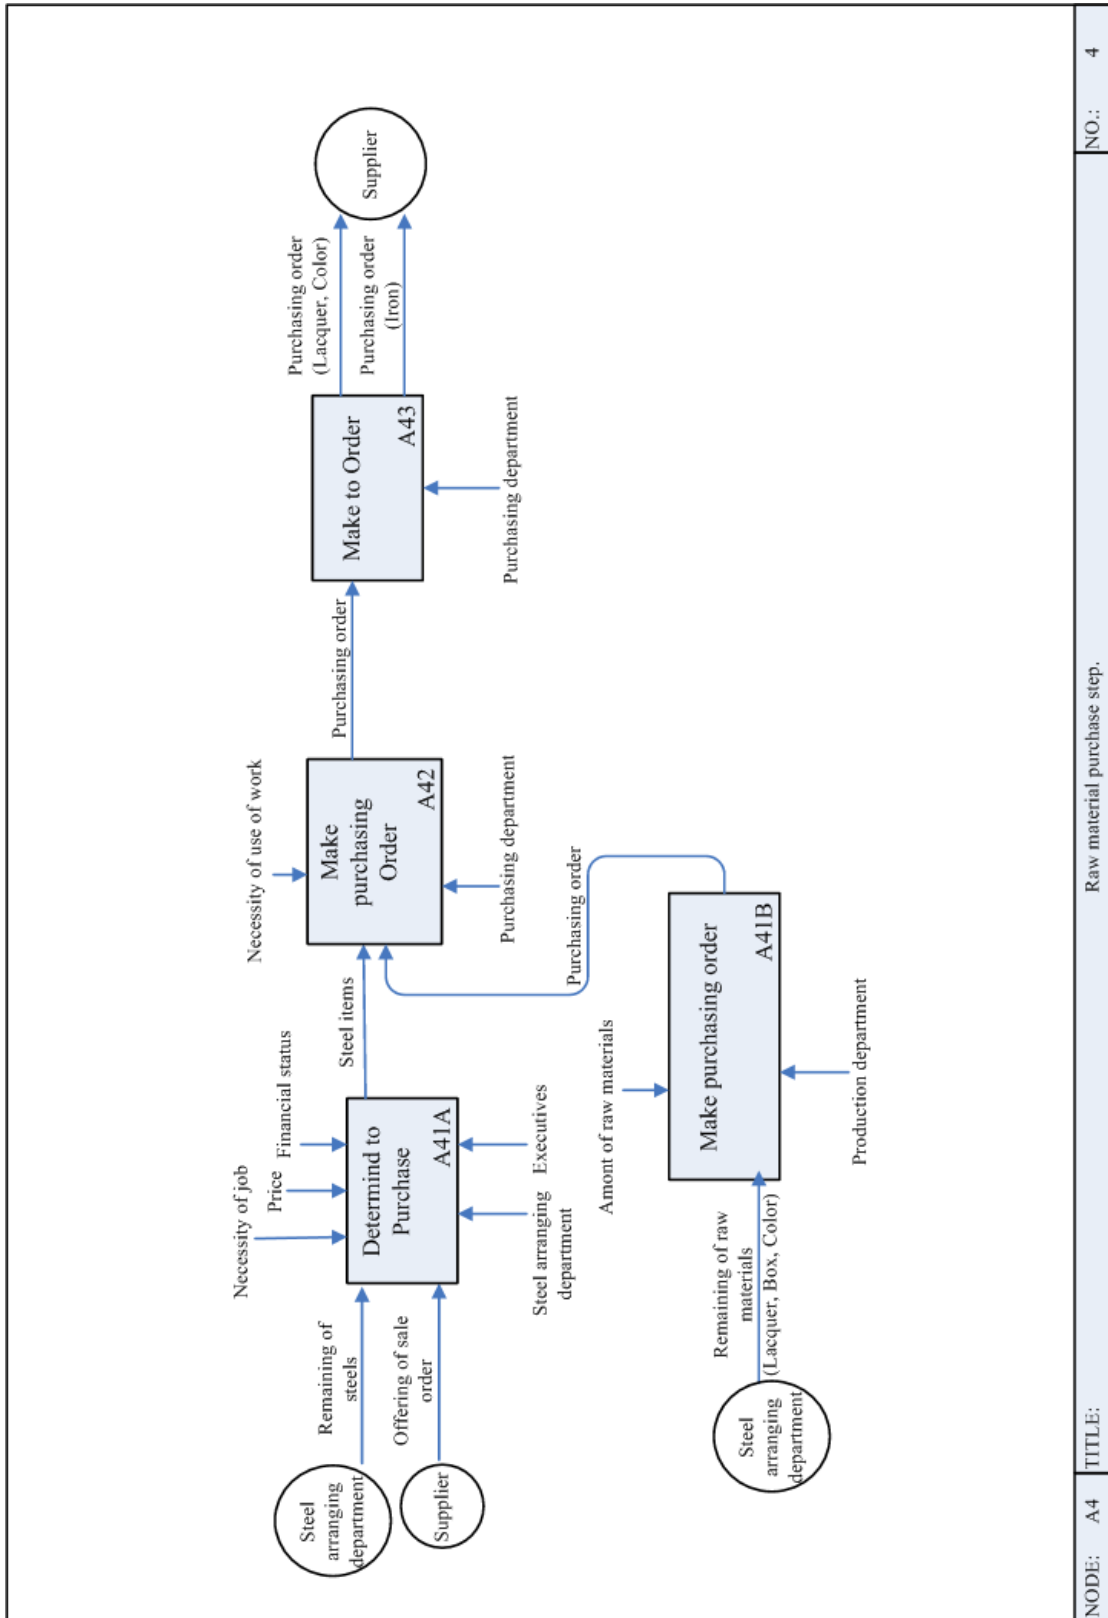 Necessity of job
Price
Financial status
Necessity of use of work
Steel
arranging
department
Remaining of
steels
Supplier
Offering of sale
order
Determind to
Purchase
A41A
Steel arranging
department
Executives
Steel items
Make
purchasing
Order
A42
Purchasing department
Purchasing order
Make to Order
A43
Purchasing department
Purchasing order
(Lacquer, Color)
Purchasing order
(Iron)
Supplier
Purchasing order
Amont of raw materials
Steel
arranging
department
Remaining of raw
materials
(Lacquer, Box, Color)
Make purchasing order
A41B
Production department
NODE: A4
TITLE:
Raw material purchase step.
NO.: 4